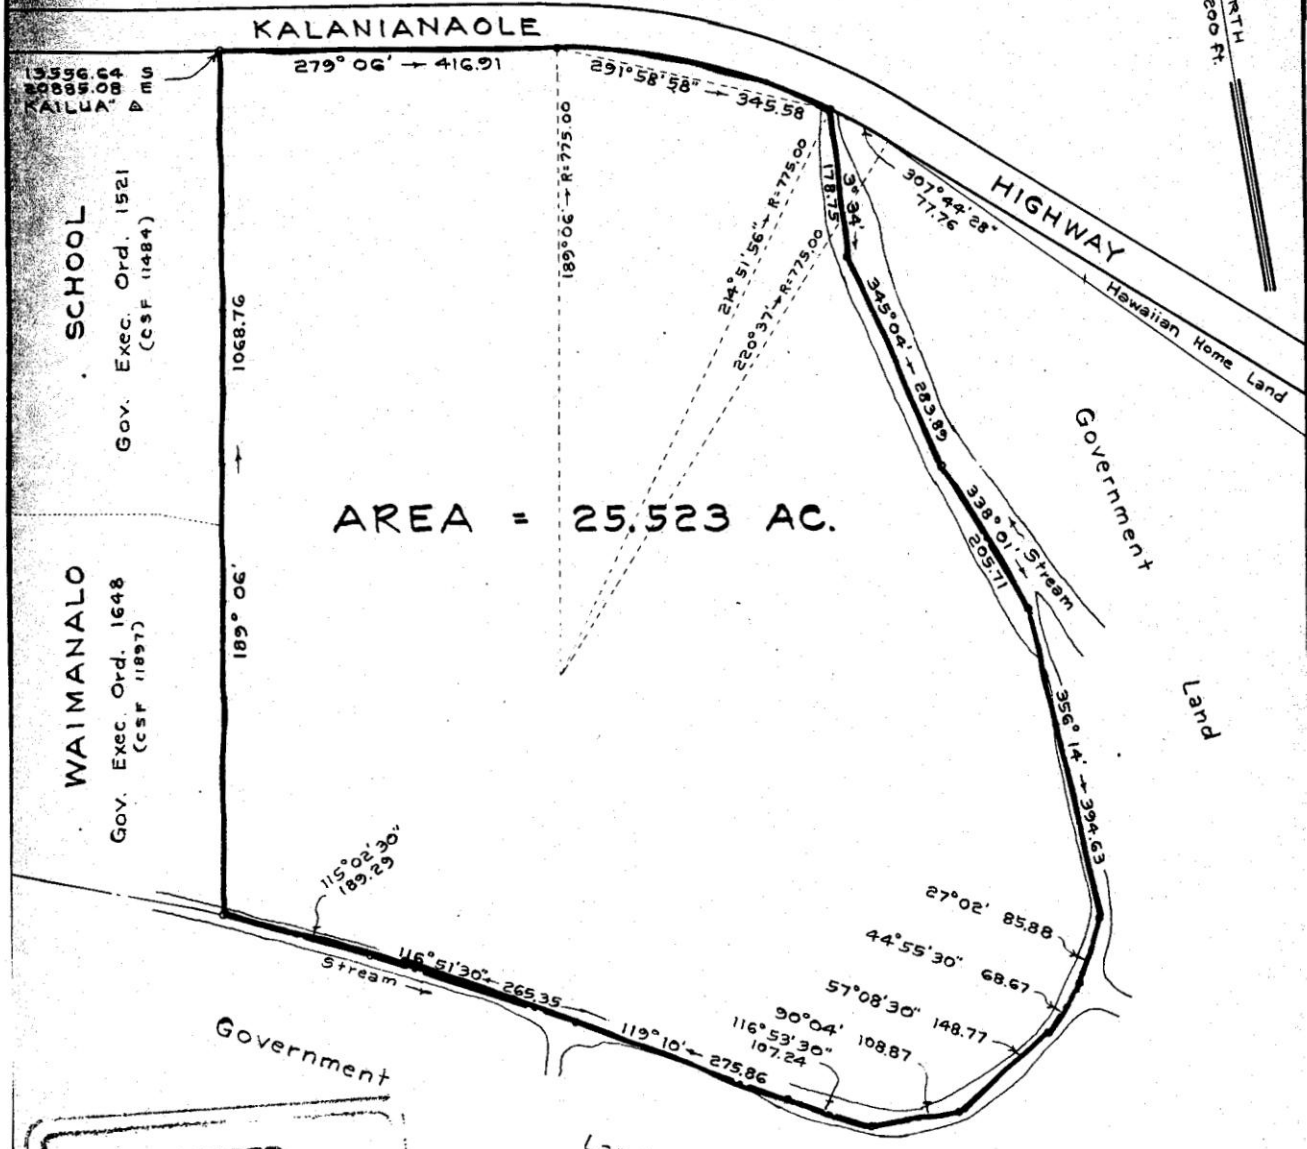 KALANIANAOLE
279° 06' → 416.91
291°58'58" → 345.58
E
"KAILUA" Δ
SCHOOL
Gov. Exec. Ord. 1521
(CSF 11484)
1068.76
→
189° 06'
WAIMANALO
Gov. Exec. Ord. 1648
(CSF 11897)
189°06' → R=775.00
214°51'56" → R=775.00
220°37' → R=775.00
178.75
3° 34' →
307°44'28"
77.76
HIGHWAY
Hawaiian Home Land
200 ft.
345°04' → 283.89
338° 01' →
205.71
← Stream
Government
Land
AREA = 25.523 AC.
356° 14' → 394.63
27°02' 85.88
44°55'30" 68.67
57°08'30" 148.77
90°04' 108.87
116°53'30"
107.24
119°10' ← 275.86
116°51'30" ← 265.35
115°02'30"
189.29
Stream →
Government